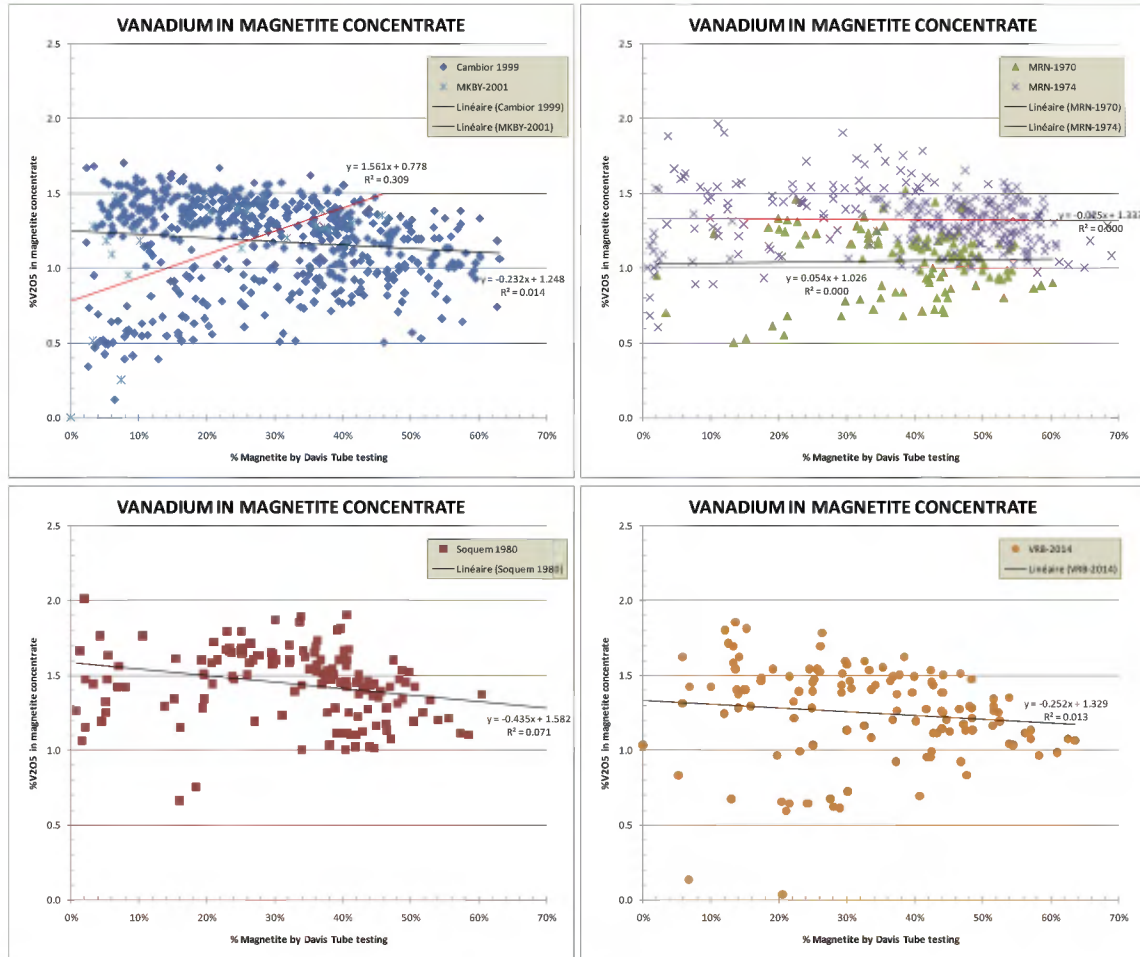 VANADIUM IN MAGNETITE CONCENTRATE
2.5
2.0
1.5
1.0
0.5
0.0
%V2O5 in magnetite concentrate
Cambior 1999
MKBY-2001
Linéaire (Cambior 1999)
Linéaire (MKBY-2001)
y = 1.561x + 0.778
R² = 0.309
y = -0.232x + 1.248
R² = 0.014
0%
10%
20%
30%
40%
50%
60%
70%
% Magnetite by Davis Tube testing
VANADIUM IN MAGNETITE CONCENTRATE
2.5
2.0
1.5
1.0
0.5
0.0
%V2O5 in magnetite concentrate
MRN-1970
MRN-1974
Linéaire (MRN-1970)
Linéaire (MRN-1974)
y = -0.025x + 1.333
R² = 0.000
y = 0.054x + 1.026
R² = 0.000
0%
10%
20%
30%
40%
50%
60%
70%
% Magnetite by Davis Tube testing
VANADIUM IN MAGNETITE CONCENTRATE
2.5
2.0
1.5
1.0
0.5
0.0
%V2O5 in magnetite concentrate
Soquem 1980
Linéaire (Soquem 1980)
y = -0.435x + 1.582
R² = 0.071
0%
10%
20%
30%
40%
50%
60%
70%
% Magnetite by Davis Tube testing
VANADIUM IN MAGNETITE CONCENTRATE
2.5
2.0
1.5
1.0
0.5
0.0
%V2O5 in magnetite concentrate
VRB-2014
Linéaire (VRB-2014)
y = -0.252x + 1.329
R² = 0.013
0%
10%
20%
30%
40%
50%
60%
70%
% Magnetite by Davis Tube testing